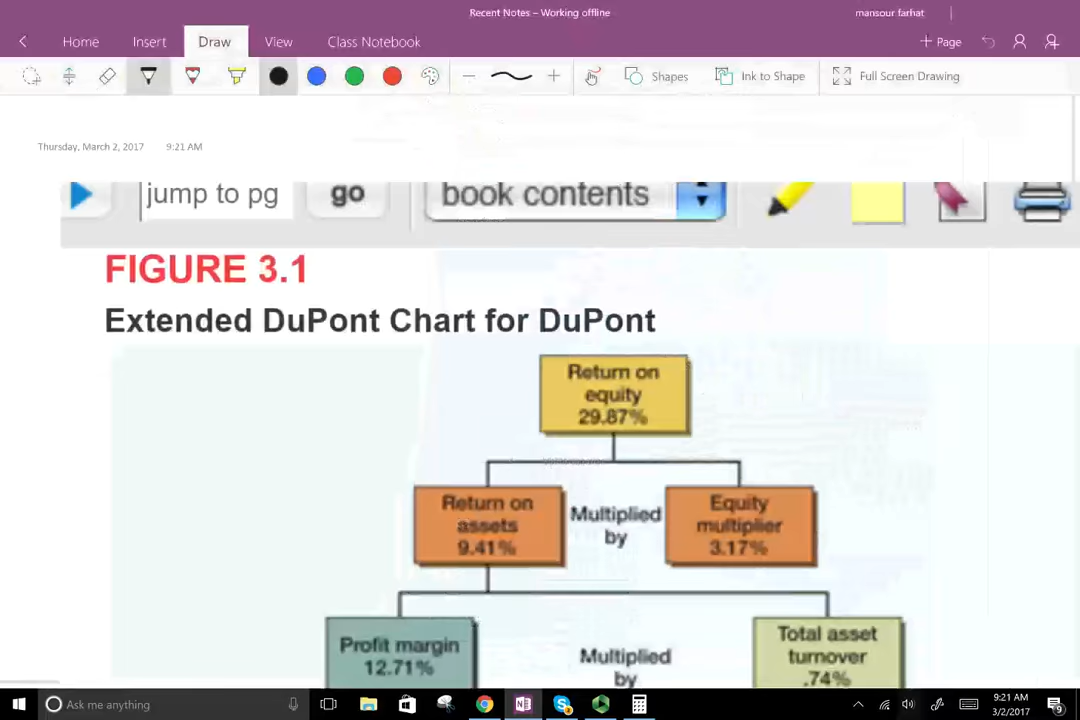 Recent Notes – Working offline
mansour farhat
Home
Insert
Draw
View
Class Notebook
Page
Shapes
Ink to Shape
Full Screen Drawing
Thursday, March 2, 2017
9:21 AM
jump to pg
go
book contents
FIGURE 3.1
Extended DuPont Chart for DuPont
Return on
equity
29.87%
Return on
assets
9.41%
Multiplied
by
Equity
multiplier
3.17%
Profit margin
12.71%
Multiplied
by
Total asset
turnover
.74%
Ask me anything
9:21 AM
3/2/2017